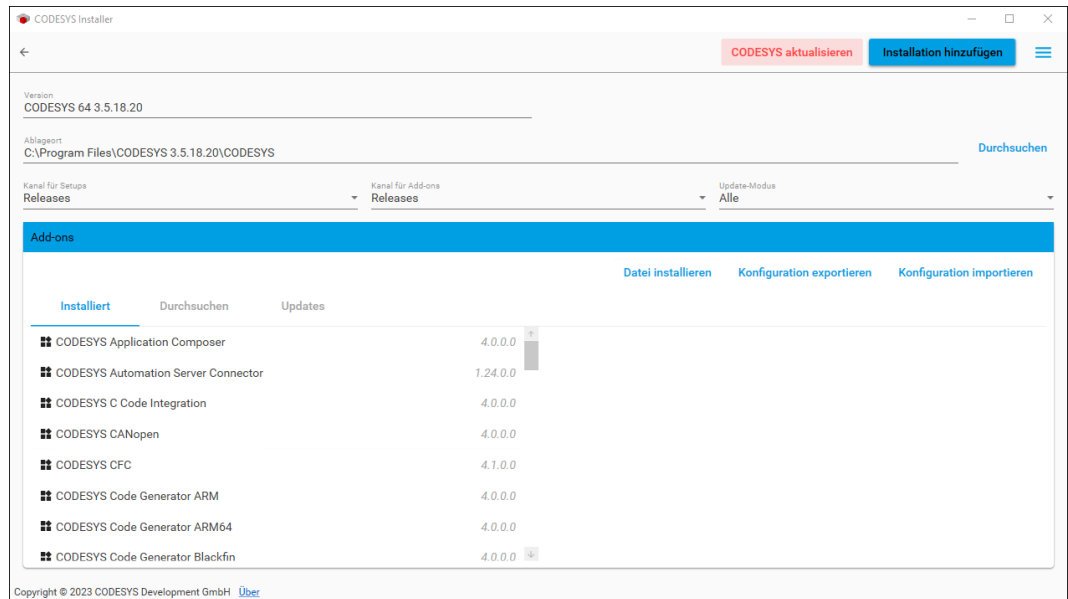 CODESYS Installer
CODESYS aktualisieren
Installation hinzufügen
Version
CODESYS 64 3.5.18.20
Ablageort
C:\Program Files\CODESYS 3.5.18.20\CODESYS
Durchsuchen
Kanal für Setups
Releases
Kanal für Add-ons
Releases
Update-Modus
Alle
Add-ons
Datei installieren
Konfiguration exportieren
Konfiguration importieren
Installiert
Durchsuchen
Updates
CODESYS Application Composer 4.0.0.0
CODESYS Automation Server Connector 1.24.0.0
CODESYS C Code Integration 4.0.0.0
CODESYS CANopen 4.0.0.0
CODESYS CFC 4.1.0.0
CODESYS Code Generator ARM 4.0.0.0
CODESYS Code Generator ARM64 4.0.0.0
CODESYS Code Generator Blackfin 4.0.0.0
Copyright © 2023 CODESYS Development GmbH Über